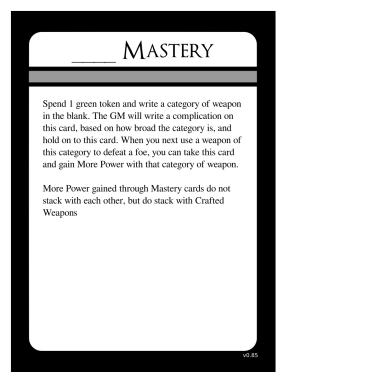 _____ MASTERY
Spend 1 green token and write a category of weapon
in the blank. The GM will write a complication on
this card, based on how broad the category is, and
hold on to this card. When you next use a weapon of
this category to defeat a foe, you can take this card
and gain More Power with that category of weapon.
More Power gained through Mastery cards do not
stack with each other, but do stack with Crafted
Weapons
v0.85